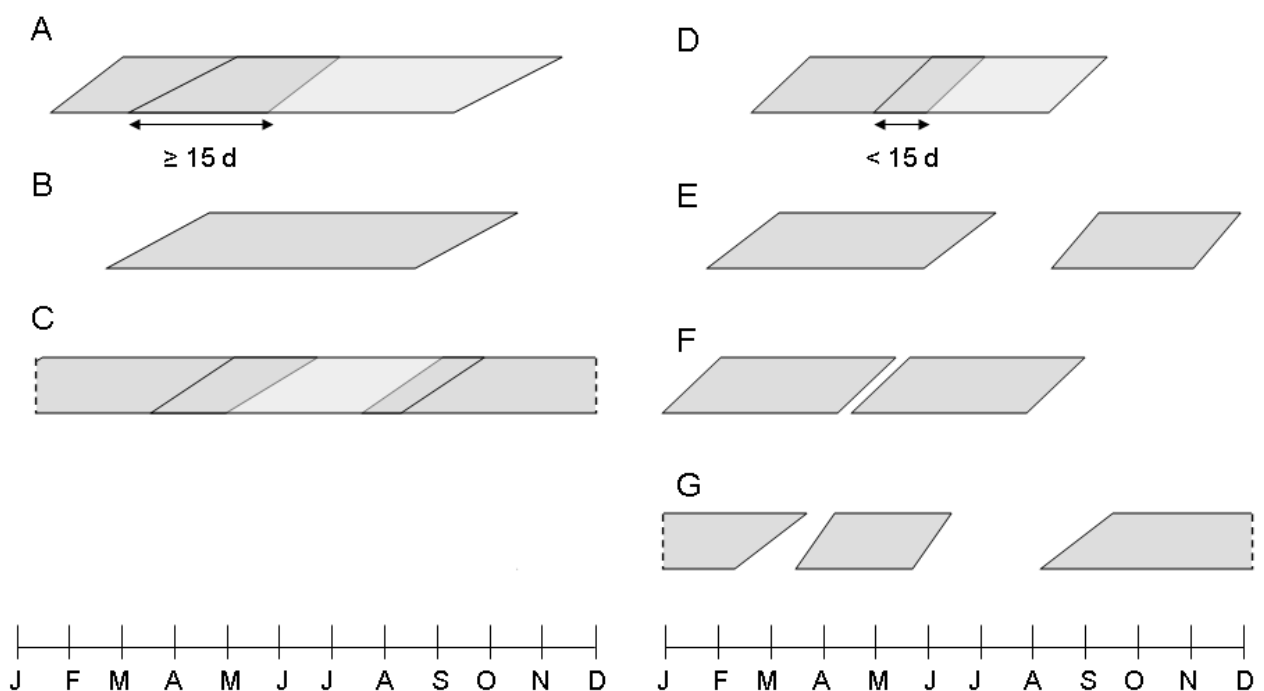 A
D
≥ 15 d
< 15 d
B
E
C
F
G
J F M A M J J A S O N D
J F M A M J J A S O N D